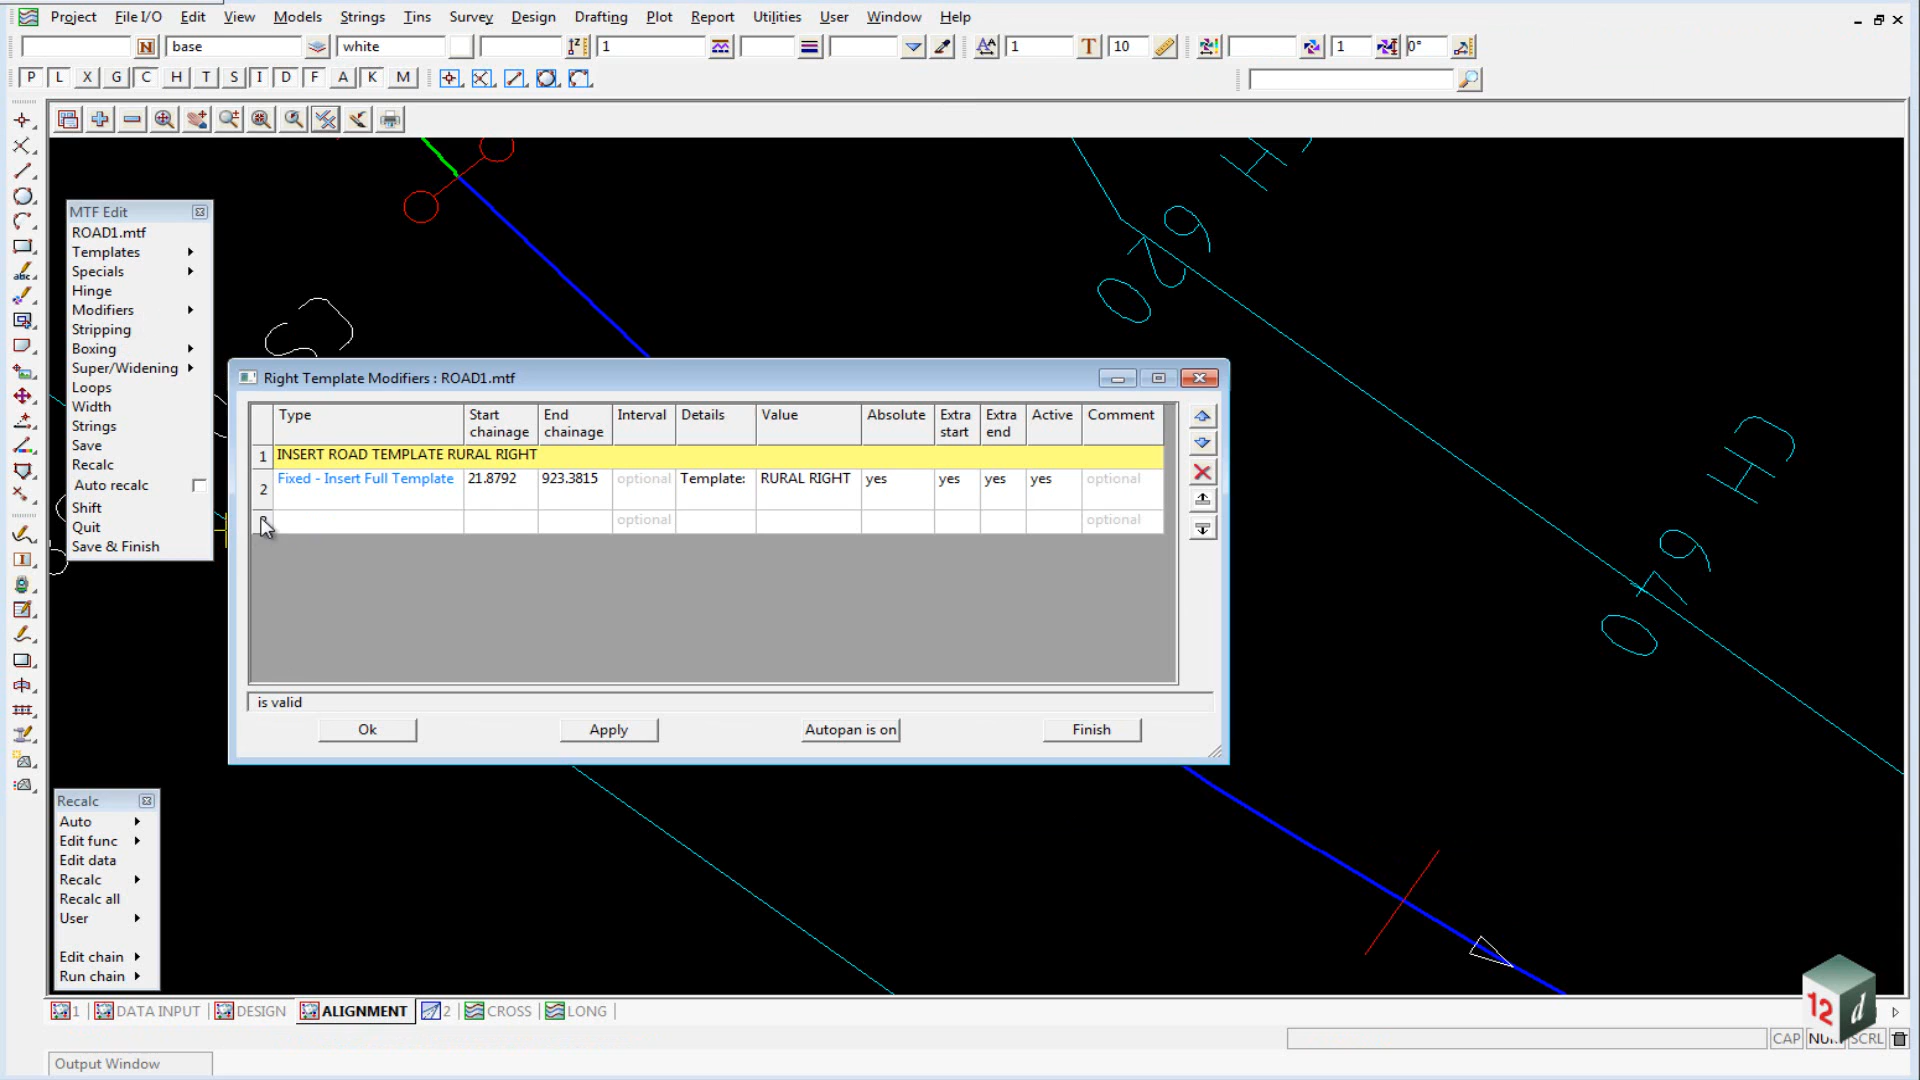 Project File I/O Edit View Models Strings Tins Survey Design Drafting Plot Report Utilities User Window Help
N base white 1 T 10 1 0°
P L X G C H T S I D F A K M
MTF Edit
ROAD1.mtf
Templates
Specials
Hinge
Modifiers
Stripping
Boxing
Super/Widening
Loops
Width
Strings
Save
Recalc
Auto recalc
Shift
Quit
Save & Finish
CH 620
CH 640
Right Template Modifiers : ROAD1.mtf
Type Start chainage End chainage Interval Details Value Absolute Extra start Extra end Active Comment
1 INSERT ROAD TEMPLATE RURAL RIGHT
2 Fixed - Insert Full Template 21.8792 923.3815 optional Template: RURAL RIGHT yes yes yes yes optional
optional optional
is valid
Ok Apply Autopan is on Finish
Recalc
Auto
Edit func
Edit data
Recalc
Recalc all
User
Edit chain
Run chain
1 DATA INPUT DESIGN ALIGNMENT 2 CROSS LONG
12 d
CAP NUM SCRL
Output Window